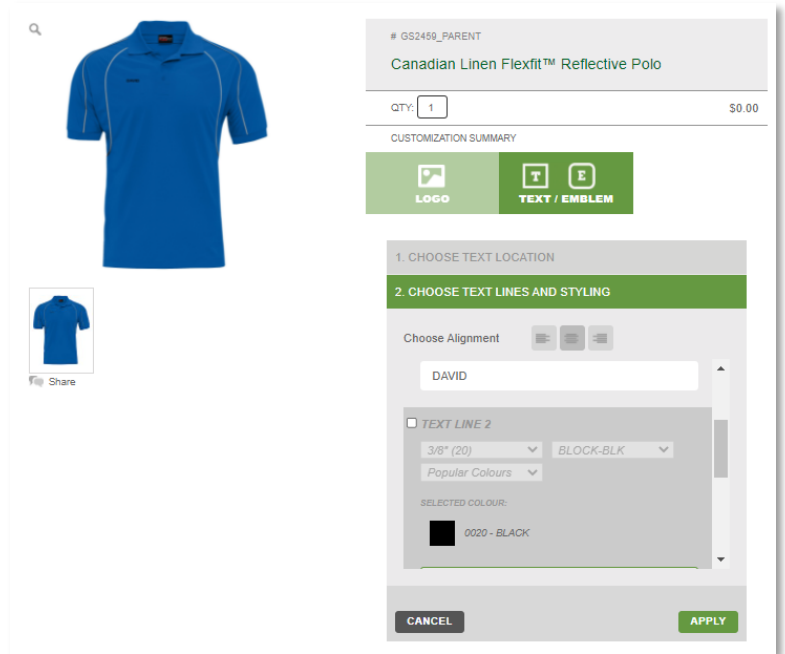 # GS2459_PARENT
Canadian Linen Flexfit™ Reflective Polo
QTY: 1 $0.00
CUSTOMIZATION SUMMARY
LOGO
T E
TEXT / EMBLEM
1. CHOOSE TEXT LOCATION
2. CHOOSE TEXT LINES AND STYLING
Choose Alignment
DAVID
TEXT LINE 2
3/8" (20) BLOCK-BLK
Popular Colours
SELECTED COLOUR:
0020 - BLACK
Share
CANCEL APPLY